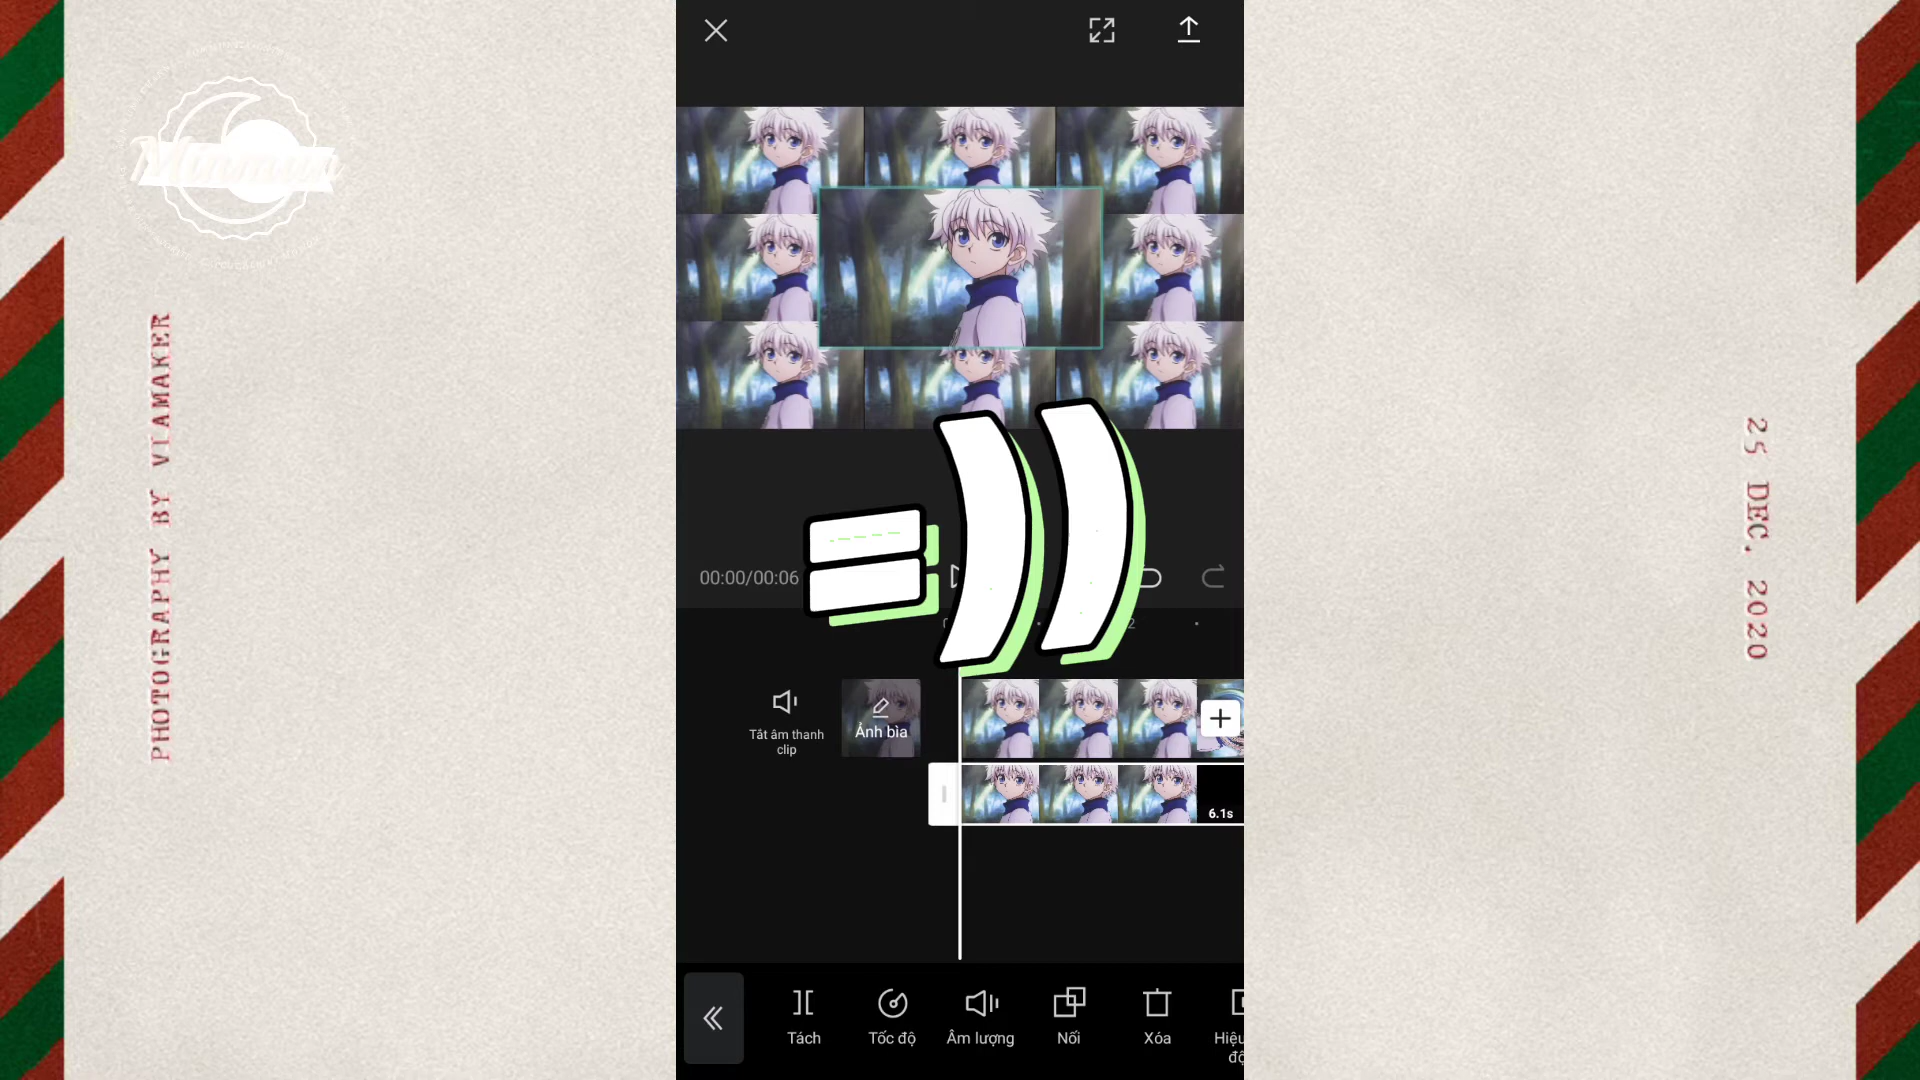 PHOTOGRAPHY BY VIAMAKER
25 DEC. 2020
=))
00:00/00:06
2
Tắt âm thanh
clip
Ảnh bìa
6.1s
Tách
Tốc độ
Âm lượng
Nối
Xóa